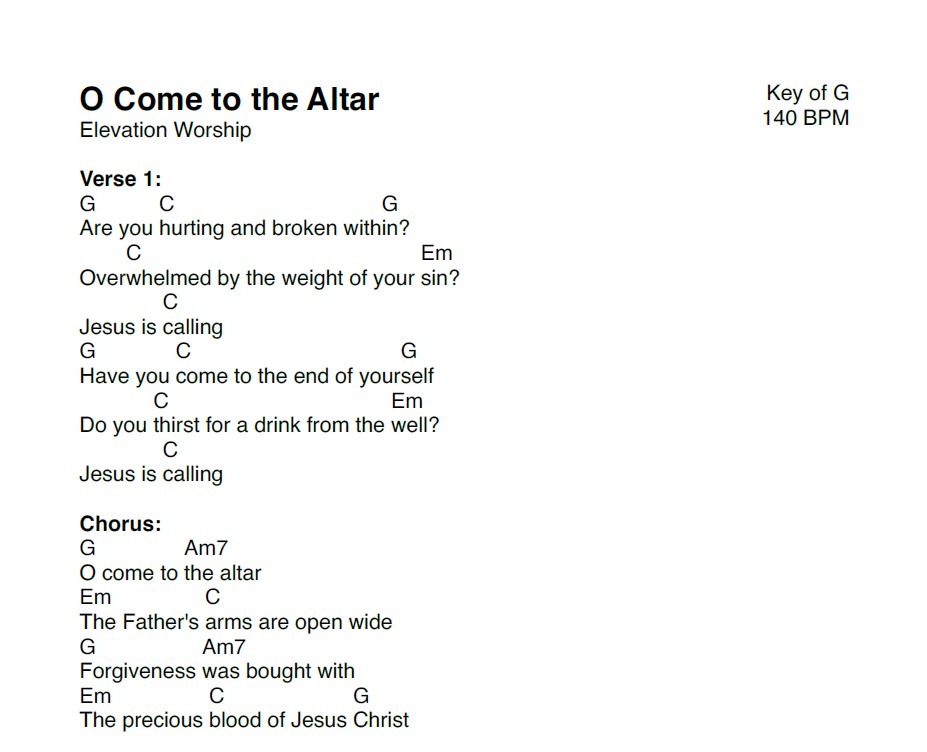 O Come to the Altar
Key of G
Elevation Worship
140 BPM
Verse 1:
G C G
Are you hurting and broken within?
C Em
Overwhelmed by the weight of your sin?
C
Jesus is calling
G C G
Have you come to the end of yourself
C Em
Do you thirst for a drink from the well?
C
Jesus is calling
Chorus:
G Am7
O come to the altar
Em C
The Father's arms are open wide
G Am7
Forgiveness was bought with
Em C G
The precious blood of Jesus Christ